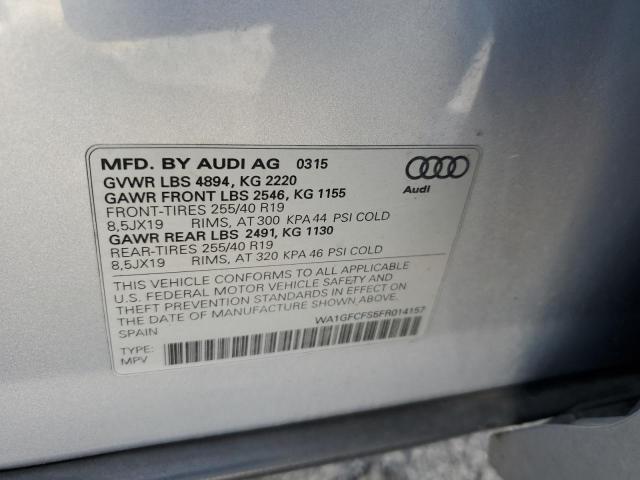 MFD. BY AUDI AG 0315
GVWR LBS 4894, KG 2220
GAWR FRONT LBS 2546, KG 1155
FRONT-TIRES 255/40 R19
8,5JX19 RIMS, AT 300 KPA 44 PSI COLD
GAWR REAR LBS 2491, KG 1130
REAR-TIRES 255/40 R19
8,5JX19 RIMS, AT 320 KPA 46 PSI COLD
Audi
THIS VEHICLE CONFORMS TO ALL APPLICABLE
U.S. FEDERAL MOTOR VEHICLE SAFETY AND
THEFT PREVENTION STANDARDS IN EFFECT ON
THE DATE OF MANUFACTURE SHOWN ABOVE.
SPAIN
WA1GFCFS5FR014157
TYPE:
MPV